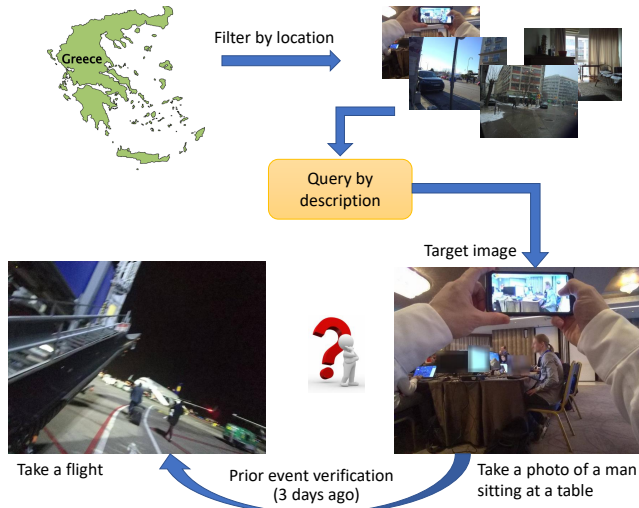 Greece
Filter by location
Query by
description
Target image
Take a flight
Prior event verification
(3 days ago)
Take a photo of a man
sitting at a table